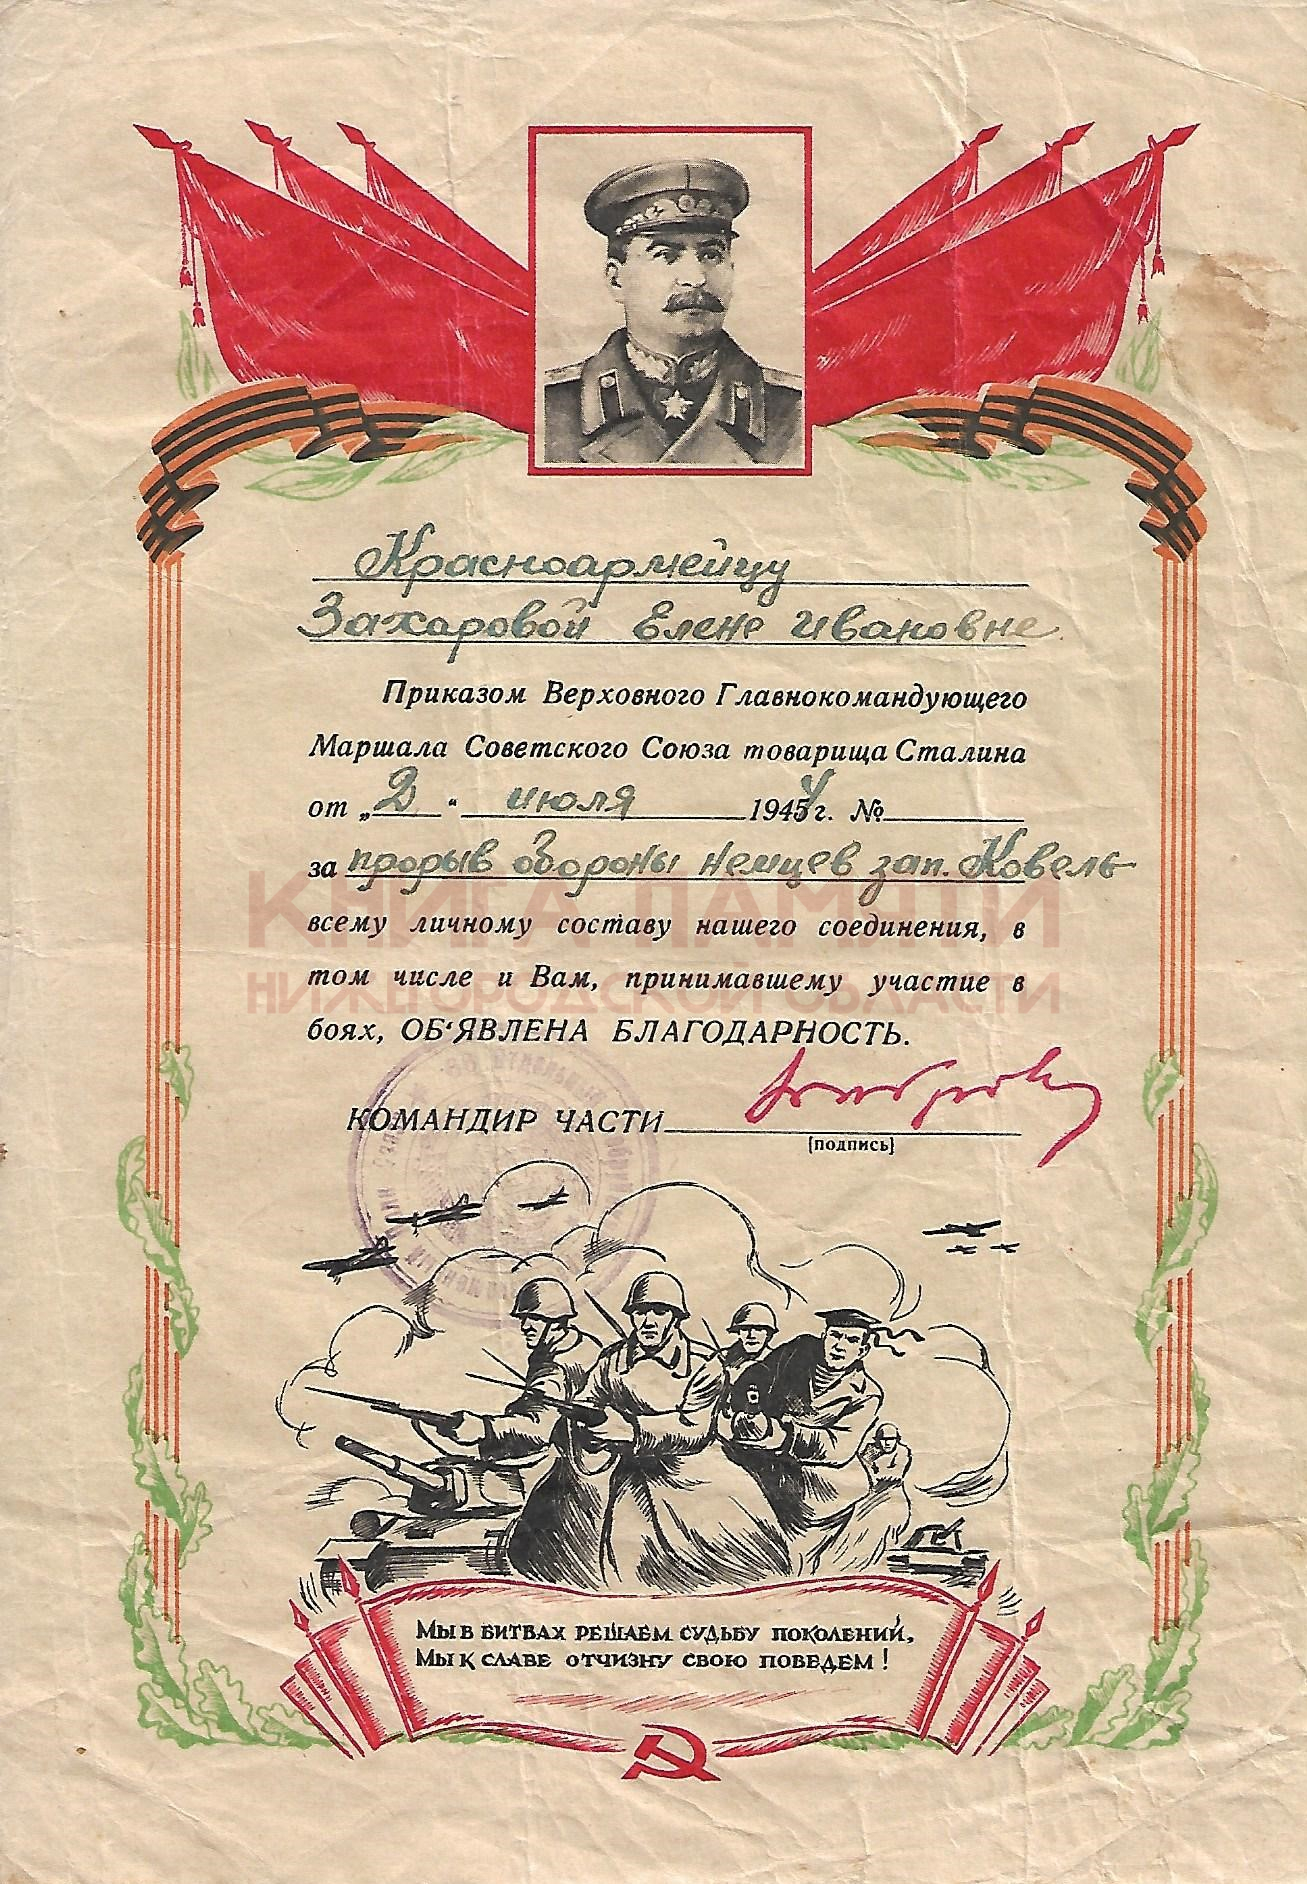 Красноармейцу
Захаровой Елене Ивановне.
Приказом Верховного Главнокомандующего
Маршала Советского Союза товарища Сталина
от „2“ июля 1944 г. №
за прорыв обороны немцев зап. Ковель
КНИГА ПАМЯТИ
всему личному составу нашего соединения, в
том числе и Вам, принимавшему участие в
НИЖЕГОРОДСКОЙ ОБЛАСТИ
боях, ОБ‘ЯВЛЕНА БЛАГОДАРНОСТЬ.
КОМАНДИР ЧАСТИ
(подпись)
Мы в битвах решаем судьбу поколений,
Мы к славе отчизну свою поведем!